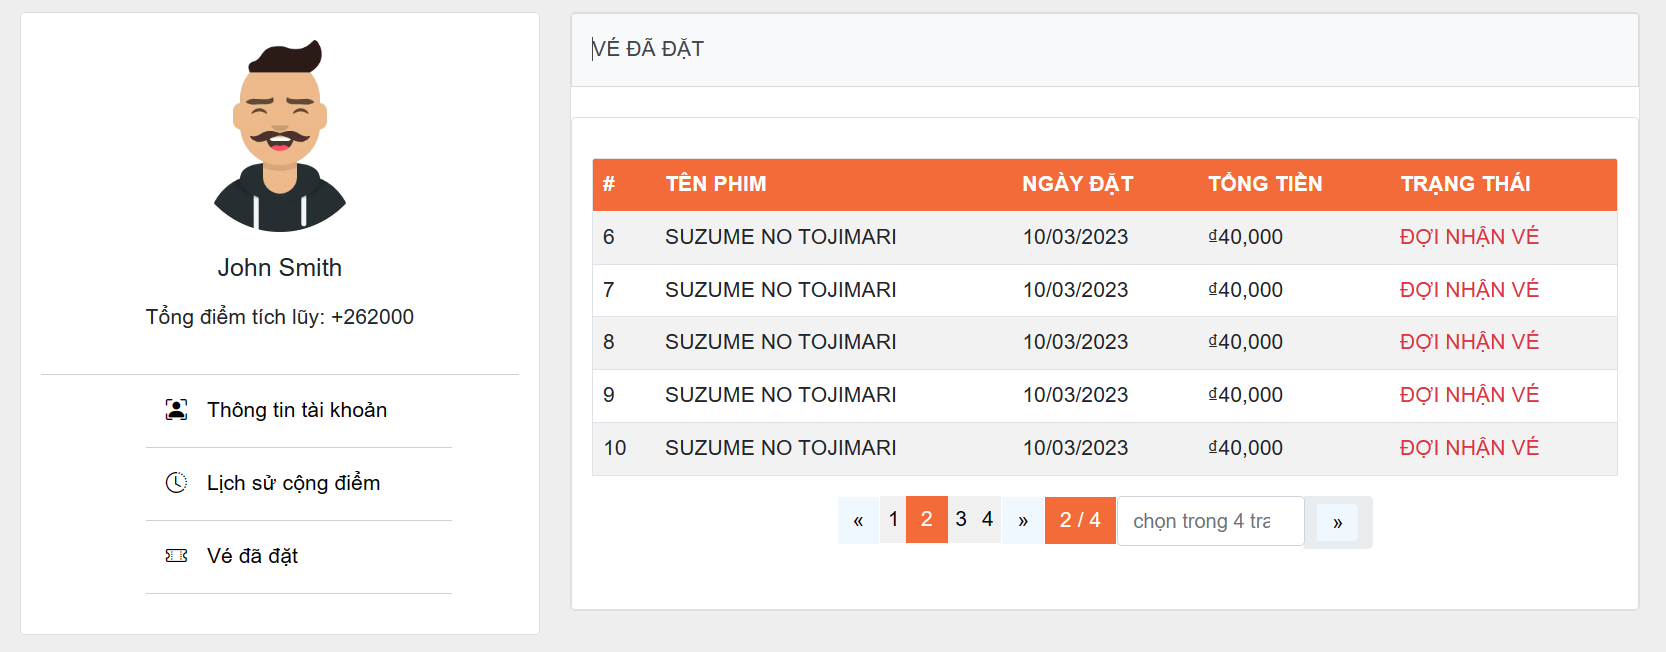 John Smith
Tổng điểm tích lũy: +262000
Thông tin tài khoản
Lịch sử cộng điểm
Vé đã đặt
VÉ ĐÃ ĐẶT
# TÊN PHIM NGÀY ĐẶT TỔNG TIỀN TRẠNG THÁI
6 SUZUME NO TOJIMARI 10/03/2023 ₫40,000 ĐỢI NHẬN VÉ
7 SUZUME NO TOJIMARI 10/03/2023 ₫40,000 ĐỢI NHẬN VÉ
8 SUZUME NO TOJIMARI 10/03/2023 ₫40,000 ĐỢI NHẬN VÉ
9 SUZUME NO TOJIMARI 10/03/2023 ₫40,000 ĐỢI NHẬN VÉ
10 SUZUME NO TOJIMARI 10/03/2023 ₫40,000 ĐỢI NHẬN VÉ
« 1 2 3 4 » 2 / 4 chọn trong 4 tra »